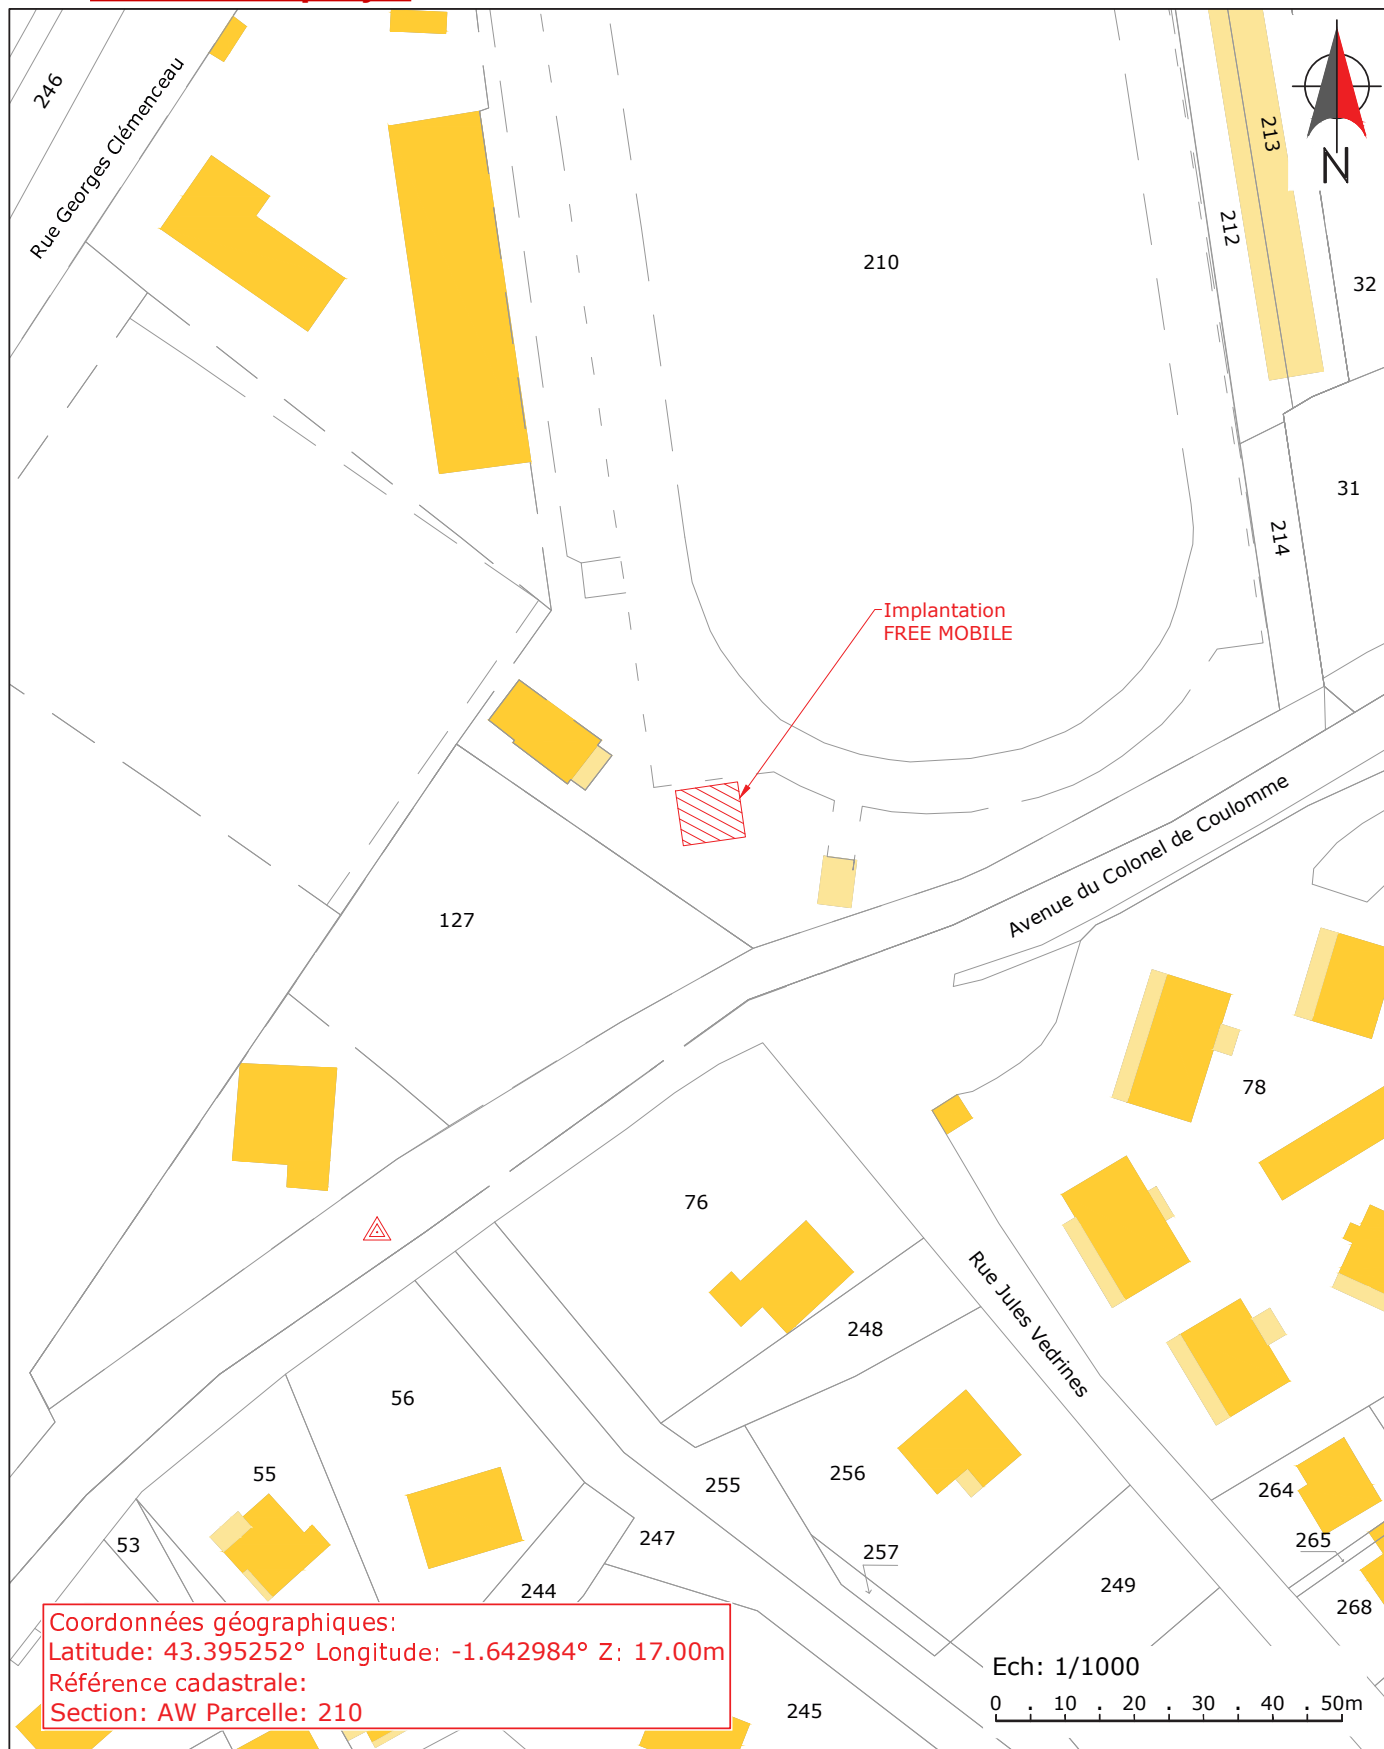 246
Rue Georges Clémenceau
213
N
212
210
32
31
214
Implantation
FREE MOBILE
Avenue du Colonel de Coulomme
127
78
76
Rue Jules Vedrines
248
56
55
256
255
264
53
247
265
257
244
249
268
Coordonnées géographiques:
Latitude: 43.395252° Longitude: -1.642984° Z: 17.00m
Référence cadastrale:
Section: AW Parcelle: 210
245
Ech: 1/1000
0 . 10 . 20 . 30 . 40 . 50m